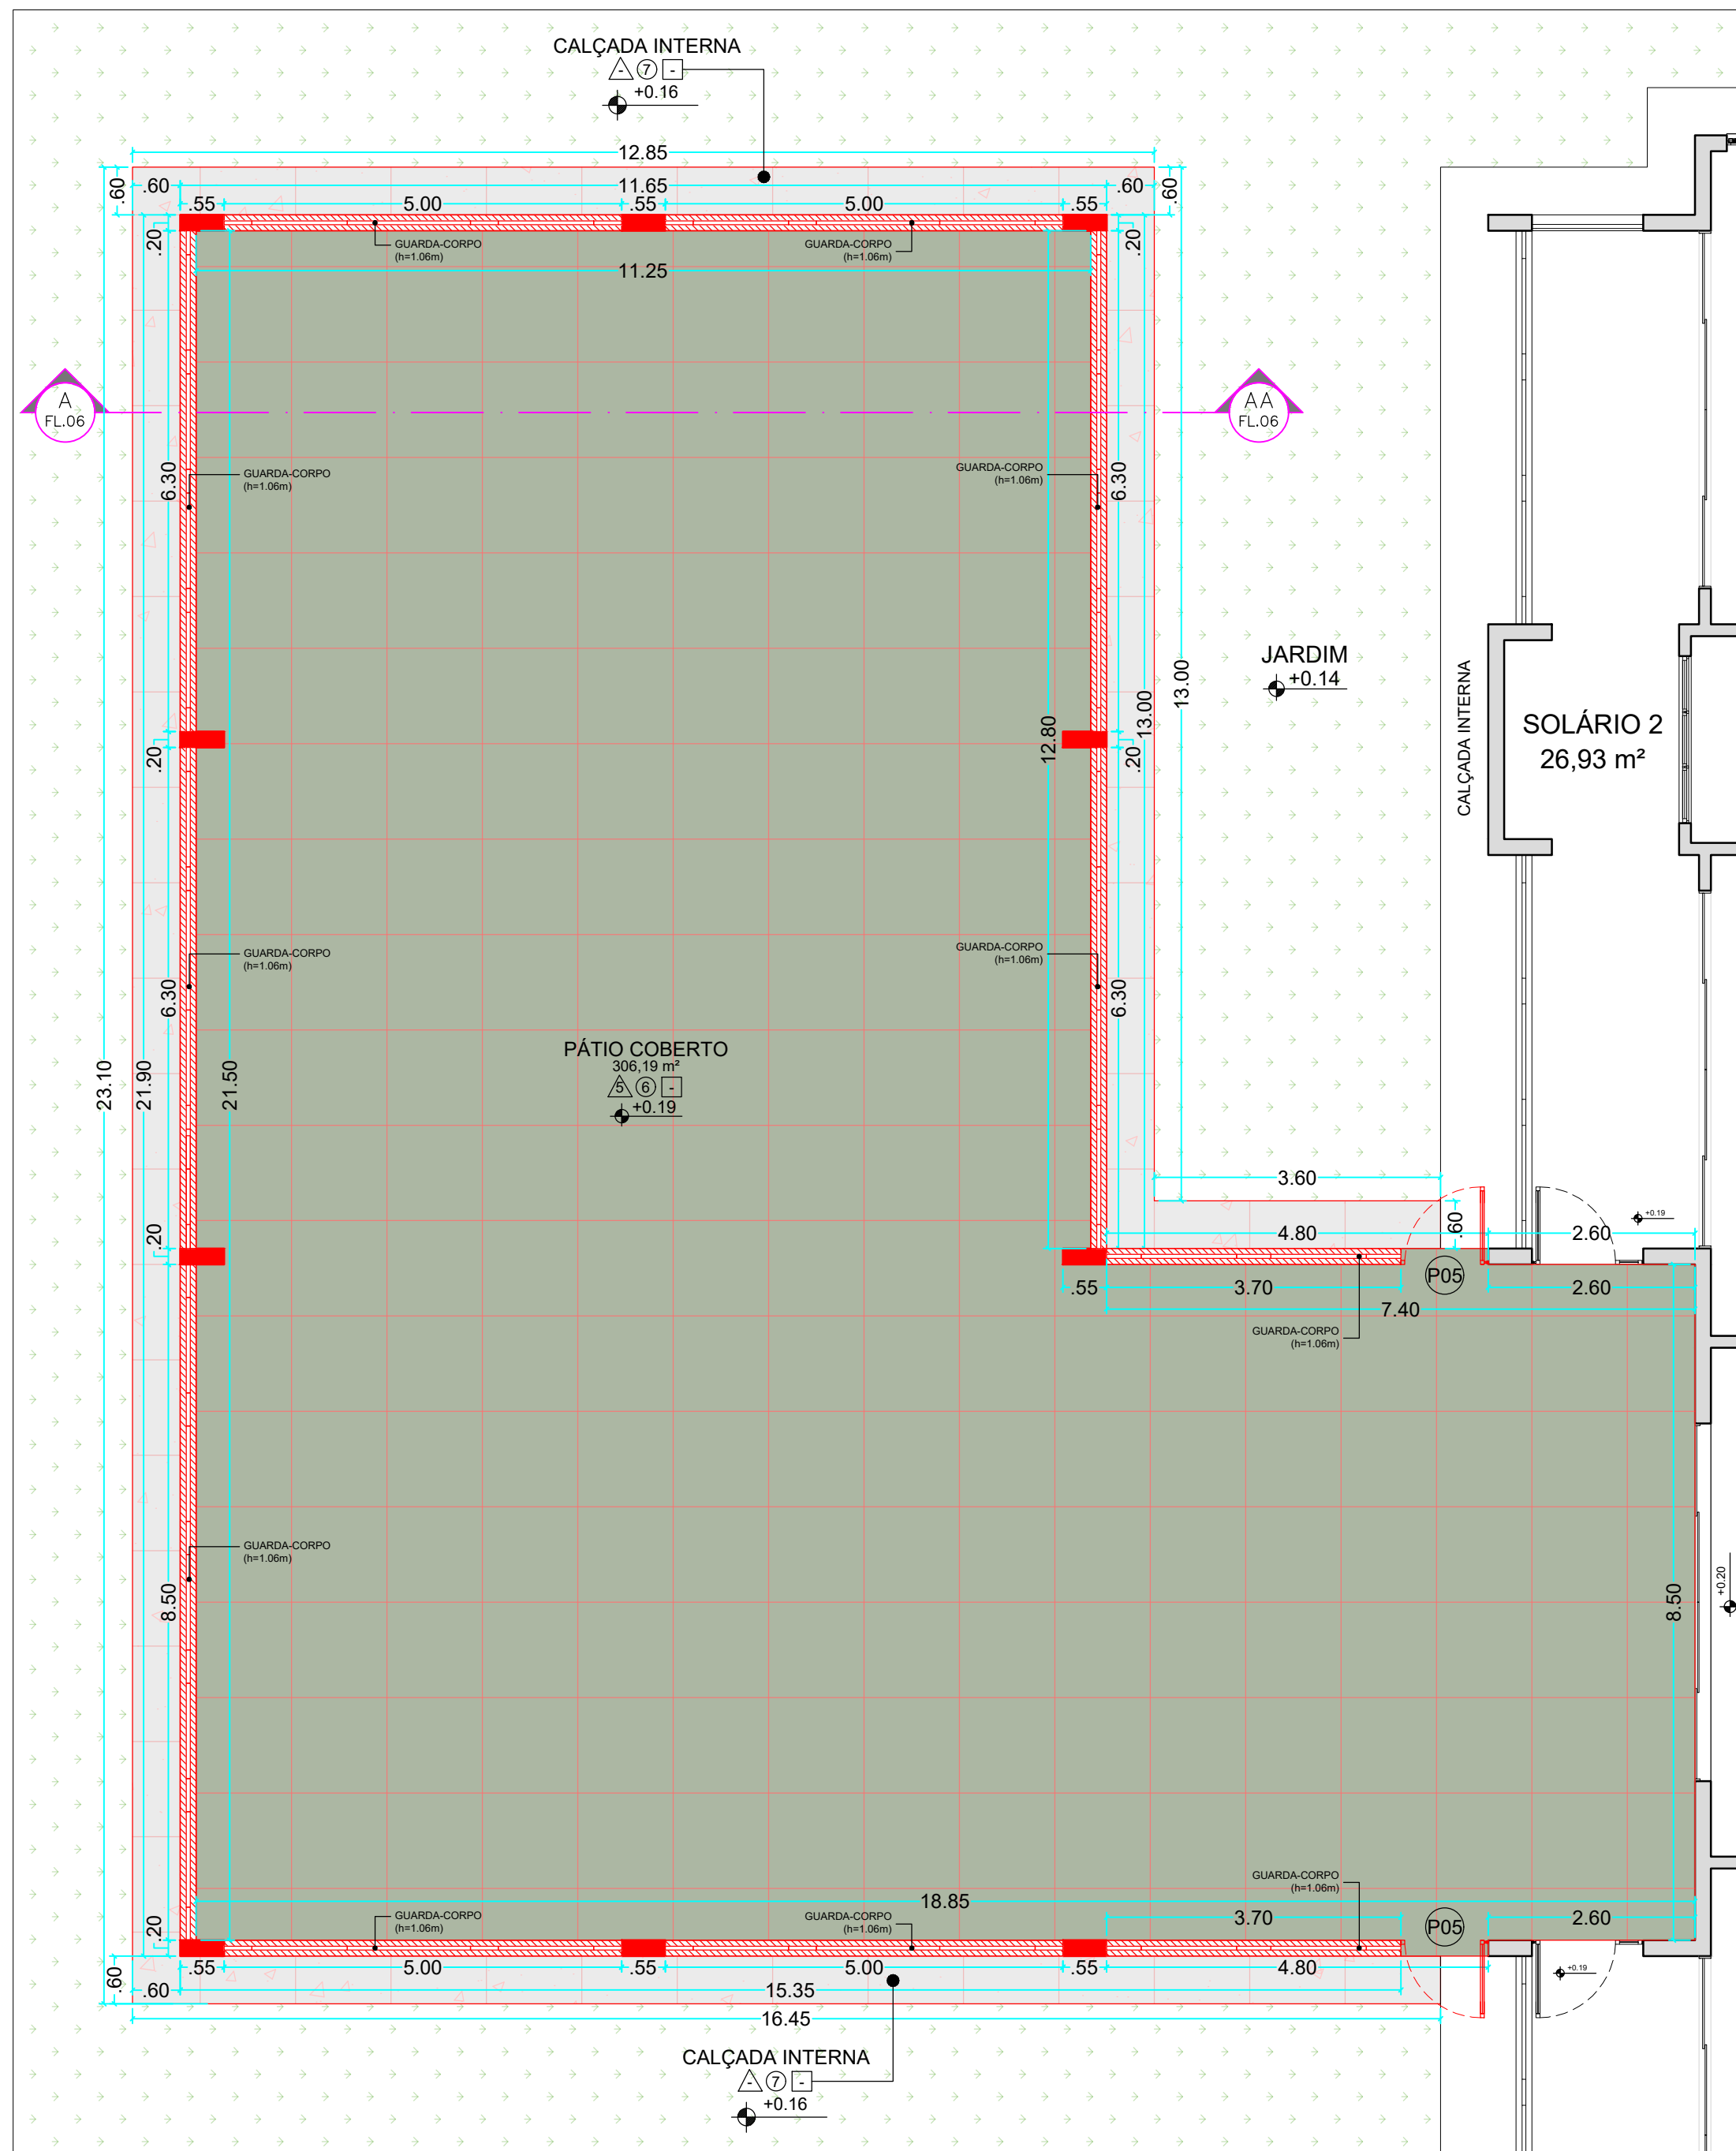 CALÇADA INTERNA
- 7 -
+0.16
12.85
.60
11.65
.60
.60
.60
.55
5.00
.55
5.00
.55
.20
GUARDA-CORPO
(h=1.06m)
GUARDA-CORPO
(h=1.06m)
.20
11.25
A
FL.06
AA
FL.06
6.30
GUARDA-CORPO
(h=1.06m)
GUARDA-CORPO
(h=1.06m)
6.30
JARDIM
+0.14
13.00
13.00
12.80
CALÇADA INTERNA
SOLÁRIO 2
26,93 m²
.20
.20
GUARDA-CORPO
(h=1.06m)
GUARDA-CORPO
(h=1.06m)
6.30
6.30
PÁTIO COBERTO
306,19 m²
5 6 -
+0.19
23.10
21.90
21.50
3.60
.60
+0.19
.20
4.80
2.60
P05
.55
3.70
2.60
7.40
GUARDA-CORPO
(h=1.06m)
GUARDA-CORPO
(h=1.06m)
8.50
8.50
+0.20
GUARDA-CORPO
(h=1.06m)
18.85
.20
GUARDA-CORPO
(h=1.06m)
GUARDA-CORPO
(h=1.06m)
3.70
P05
2.60
.60
.55
5.00
.55
5.00
.55
4.80
+0.19
.60
15.35
16.45
CALÇADA INTERNA
- 7 -
+0.16